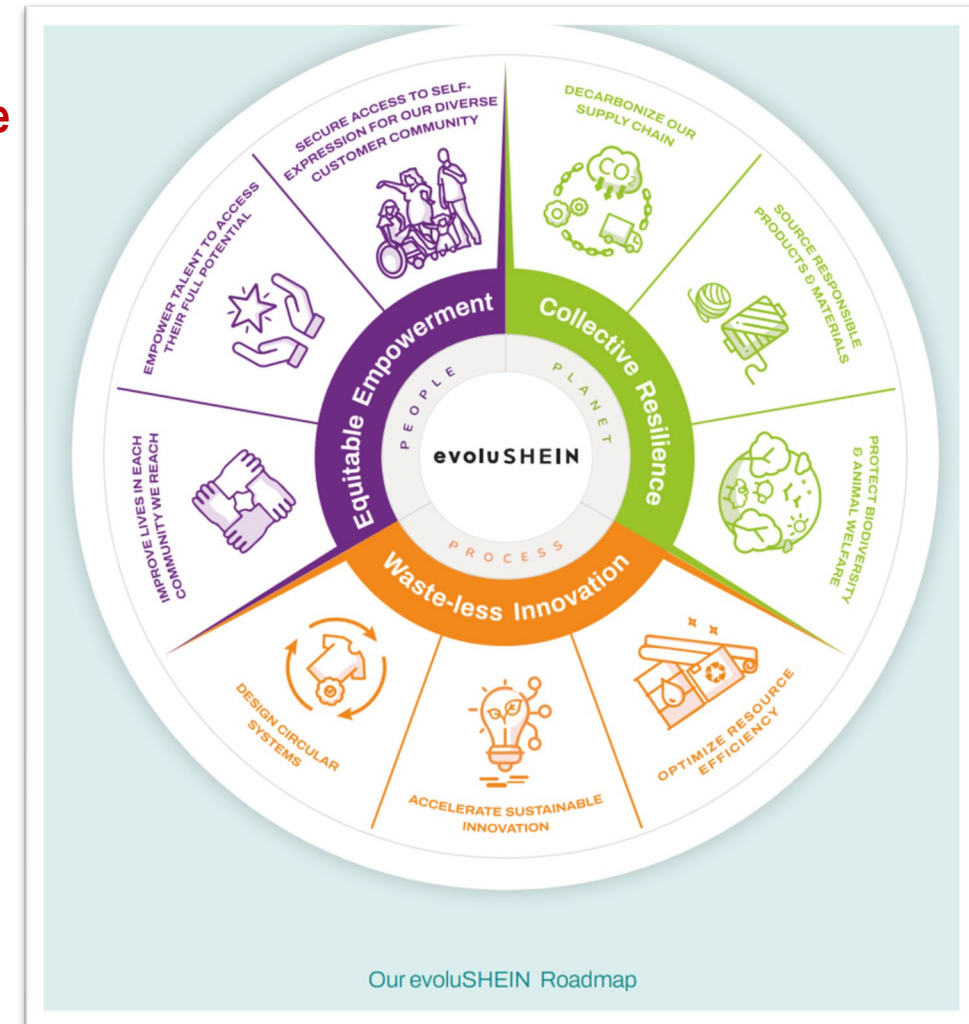 e
SECURE ACCESS TO SELF-
EXPRESSION FOR OUR DIVERSE
CUSTOMER COMMUNITY
DECARBONIZE OUR
SUPPLY CHAIN
CO2
EMPOWER TALENT TO ACCESS
THEIR FULL POTENTIAL
SOURCE RESPONSIBLE
PRODUCTS & MATERIALS
Equitable Empowerment
Collective Resilience
PEOPLE
PLANET
evoluSHEIN
IMPROVE LIVES IN EACH
COMMUNITY WE REACH
PROTECT BIODIVERSITY
& ANIMAL WELFARE
PROCESS
Waste-less Innovation
DESIGN CIRCULAR
SYSTEMS
ACCELERATE SUSTAINABLE
INNOVATION
OPTIMIZE RESOURCE
EFFICIENCY
Our evoluSHEIN Roadmap